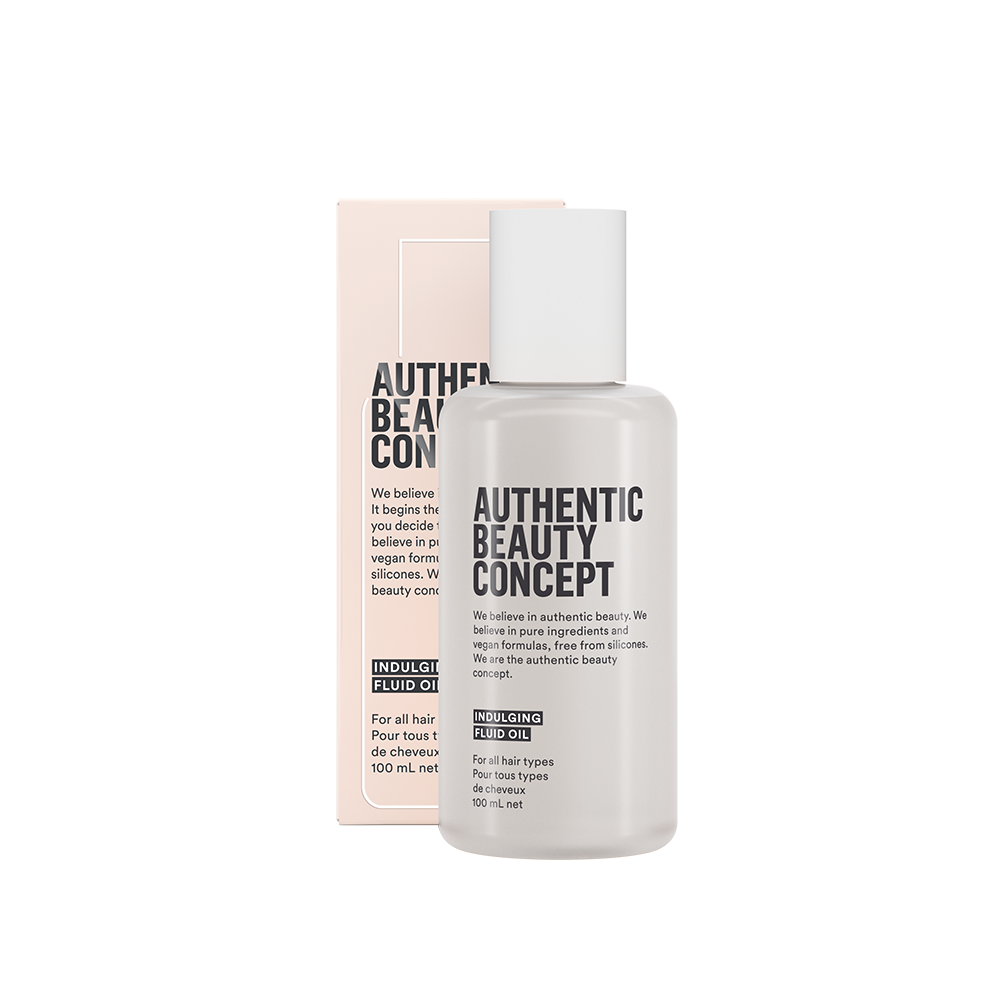 AUTHEN
BEAU
CON
We believe
It begins the
you decide
believe in pu
vegan formu
silicones. W
beauty conc
INDULGIN
FLUID OIL
For all hair
Pour tous t
de cheveux
100 mL net
AUTHENTIC
BEAUTY
CONCEPT
We believe in authentic beauty. We
believe in pure ingredients and
vegan formulas, free from silicones.
We are the authentic beauty
concept.
INDULGING
FLUID OIL
For all hair types
Pour tous types
de cheveux
100 mL net